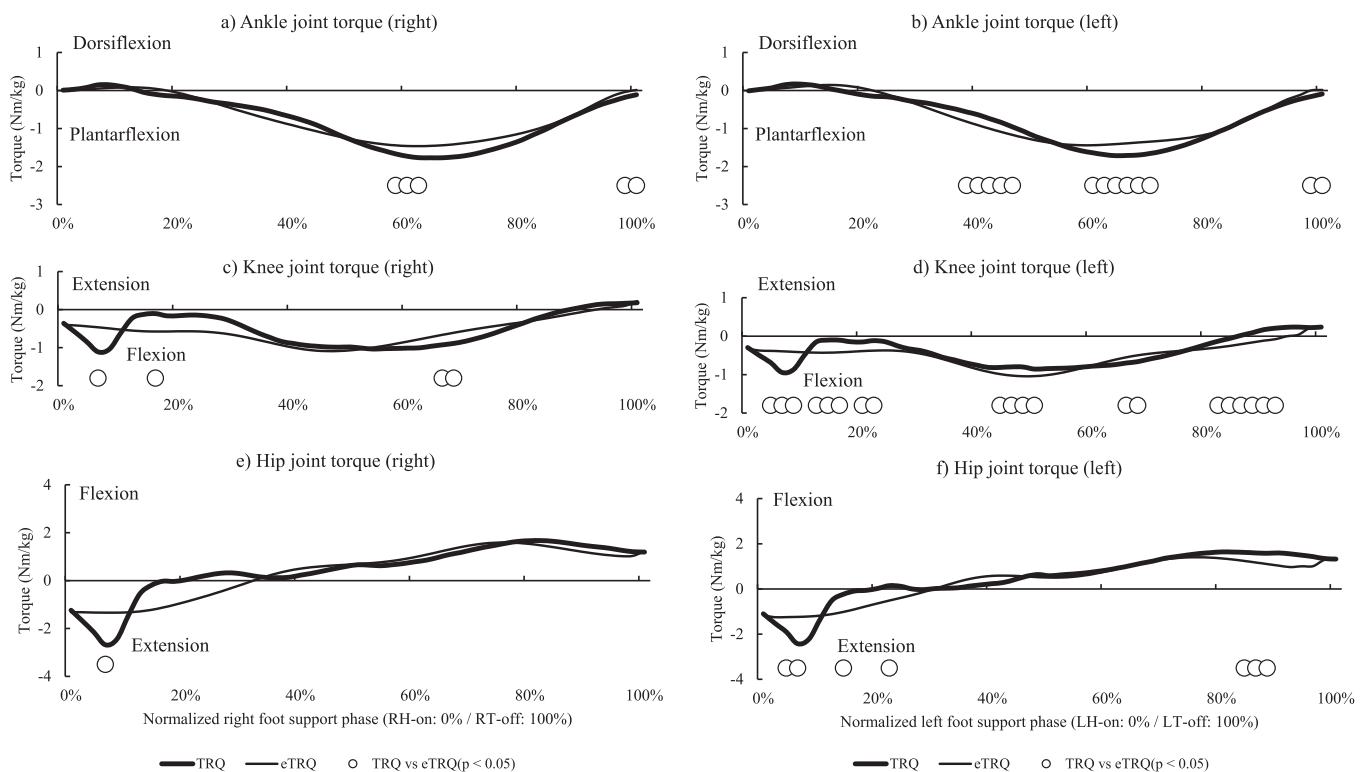 a) Ankle joint torque (right)
Dorsiflexion
Plantarflexion
Torque (Nm/kg)
1
0
-1
-2
-3
0% 20% 40% 60% 80% 100%
b) Ankle joint torque (left)
Dorsiflexion
Plantarflexion
Torque (Nm/kg)
1
0
-1
-2
-3
0% 20% 40% 60% 80% 100%
c) Knee joint torque (right)
Extension
Flexion
Torque (Nm/kg)
1
0
-1
-2
0% 20% 40% 60% 80% 100%
d) Knee joint torque (left)
Extension
Flexion
Torque (Nm/kg)
1
0
-1
-2
0% 20% 40% 60% 80% 100%
e) Hip joint torque (right)
Flexion
Extension
Torque (Nm/kg)
4
2
0
-2
-4
0% 20% 40% 60% 80% 100%
Normalized right foot support phase (RH-on: 0% / RT-off: 100%)
TRQ eTRQ TRQ vs eTRQ(p < 0.05)
f) Hip joint torque (left)
Flexion
Extension
Torque (Nm/kg)
4
2
0
-2
-4
0% 20% 40% 60% 80% 100%
Normalized left foot support phase (LH-on: 0% / LT-off: 100%)
TRQ eTRQ TRQ vs eTRQ(p < 0.05)